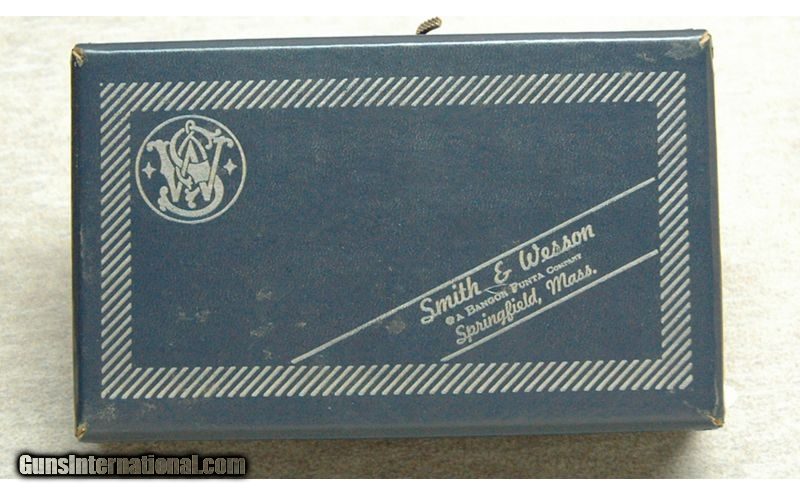 Smith & Wesson
A BANGOR PUNTA COMPANY
Springfield, Mass.
GunsInternational.com